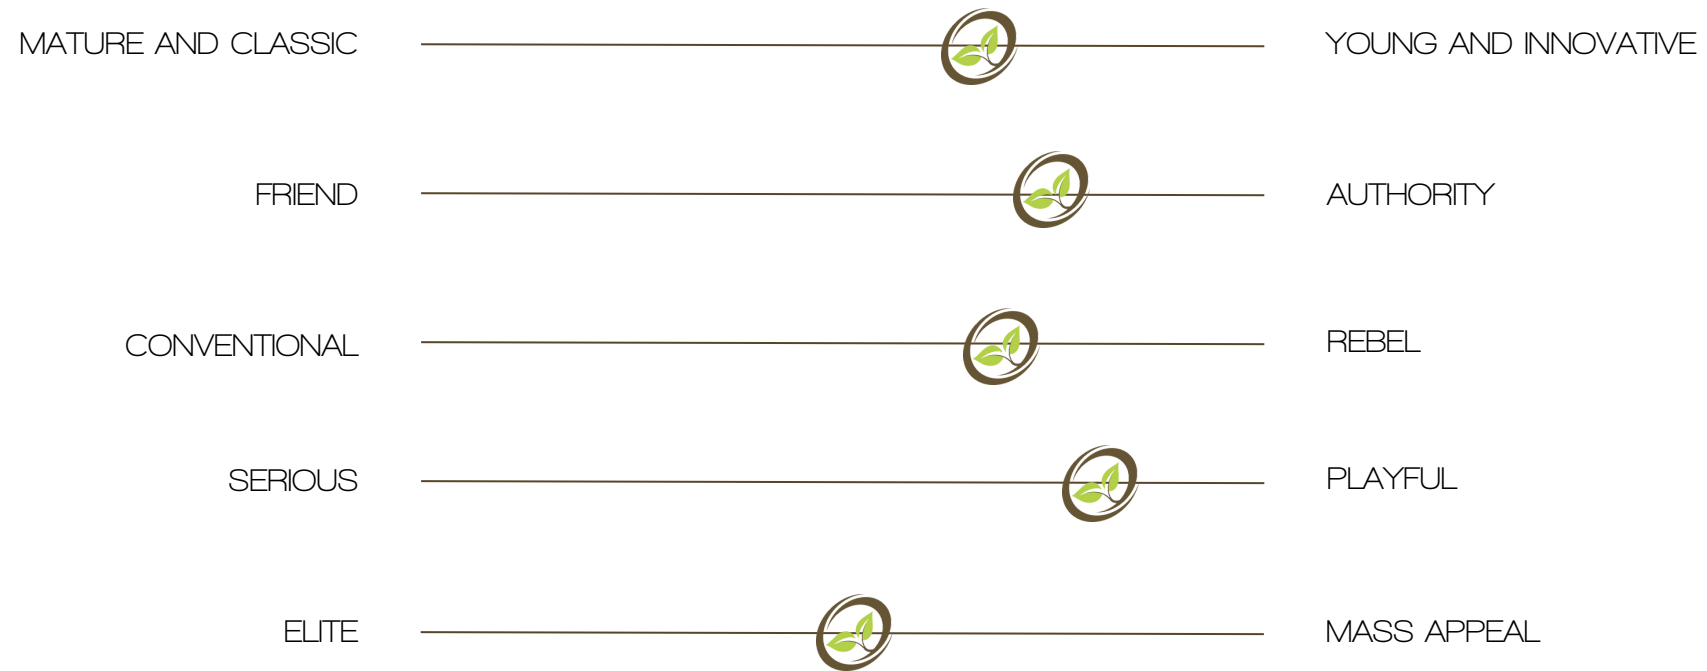 MATURE AND CLASSIC YOUNG AND INNOVATIVE
FRIEND AUTHORITY
CONVENTIONAL REBEL
SERIOUS PLAYFUL
ELITE MASS APPEAL